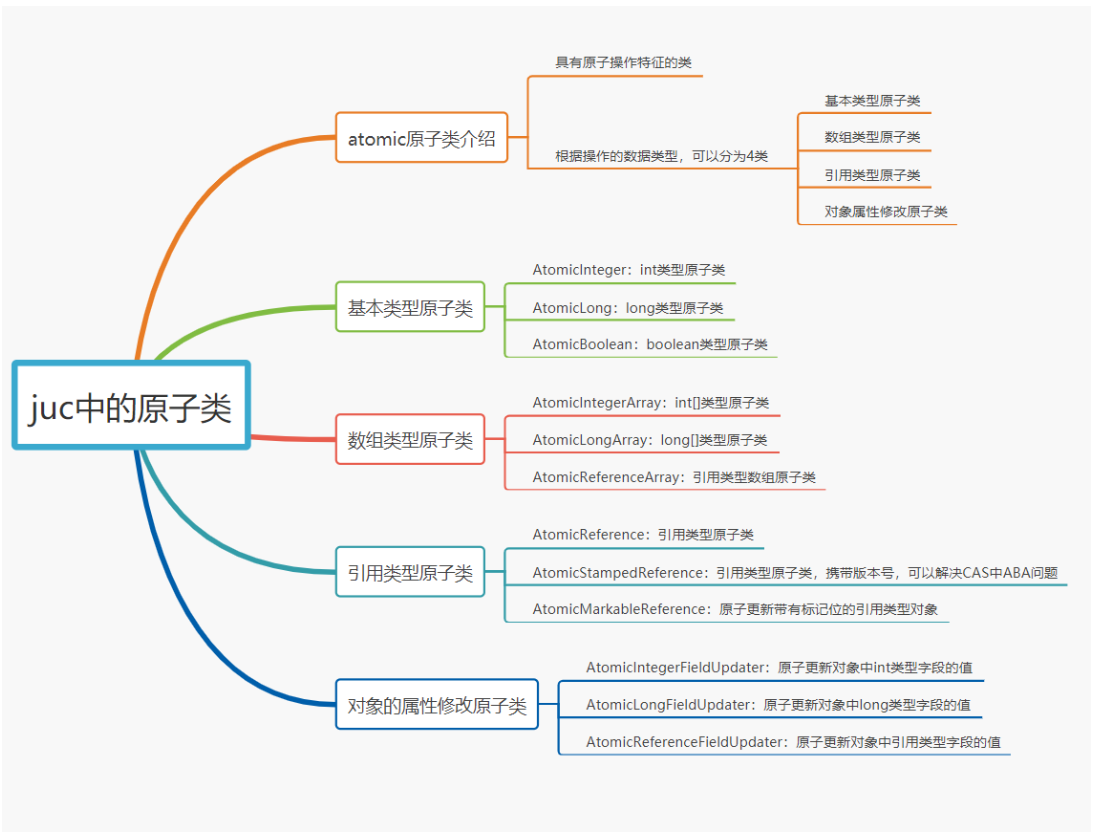 juc中的原子类
atomic原子类介绍
具有原子操作特征的类
根据操作的数据类型，可以分为4类
基本类型原子类
数组类型原子类
引用类型原子类
对象属性修改原子类
基本类型原子类
AtomicInteger：int类型原子类
AtomicLong：long类型原子类
AtomicBoolean：boolean类型原子类
数组类型原子类
AtomicIntegerArray：int[]类型原子类
AtomicLongArray：long[]类型原子类
AtomicReferenceArray：引用类型数组原子类
引用类型原子类
AtomicReference：引用类型原子类
AtomicStampedReference：引用类型原子类，携带版本号，可以解决CAS中ABA问题
AtomicMarkableReference：原子更新带有标记位的引用类型对象
对象的属性修改原子类
AtomicIntegerFieldUpdater：原子更新对象中int类型字段的值
AtomicLongFieldUpdater：原子更新对象中long类型字段的值
AtomicReferenceFieldUpdater：原子更新对象中引用类型字段的值